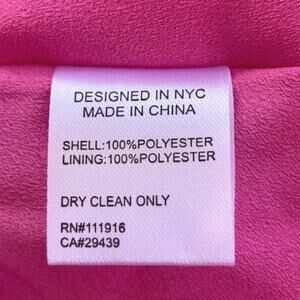 DESIGNED IN NYC
MADE IN CHINA
SHELL:100%POLYESTER
LINING:100%POLYESTER
DRY CLEAN ONLY
RN#111916
CA#29439